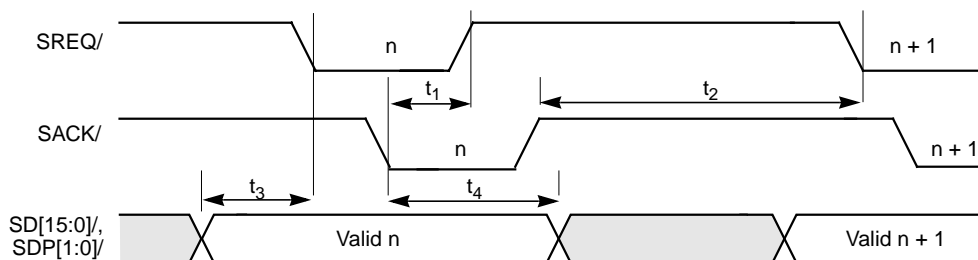 SREQ/
n
n + 1
t1
t2
SACK/
n
n + 1
t3
t4
SD[15:0]/,
SDP[1:0]/
Valid n
Valid n + 1